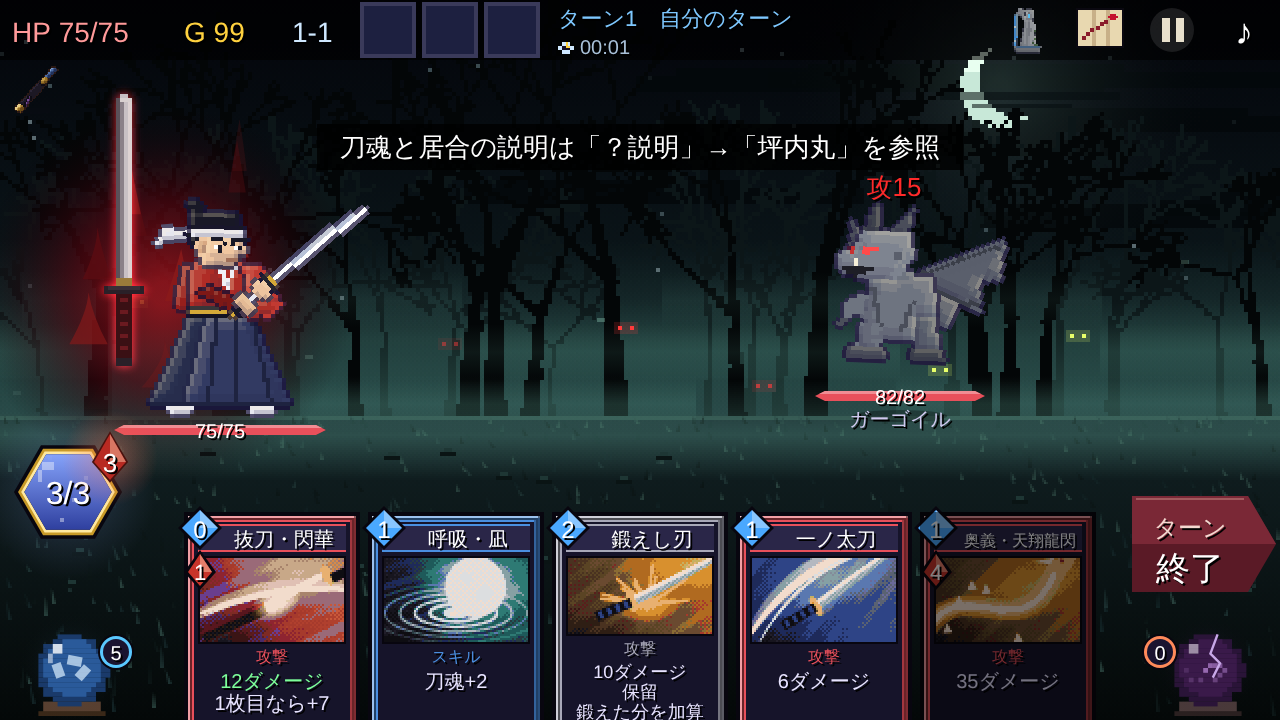 HP 75/75
G 99
1-1
ターン1 自分のターン
00:01
♪
刀魂と居合の説明は「？説明」→「坪内丸」を参照
攻15
82/82
ガーゴイル
75/75
3
3/3
0
抜刀・閃華
1
攻撃
12ダメージ
1枚目なら+7
1
呼吸・凪
スキル
刀魂+2
2
鍛えし刃
攻撃
10ダメージ
保留
鍛えた分を加算
1
一ノ太刀
攻撃
6ダメージ
1
奥義・天翔龍閃
4
攻撃
35ダメージ
ターン
終了
5
0